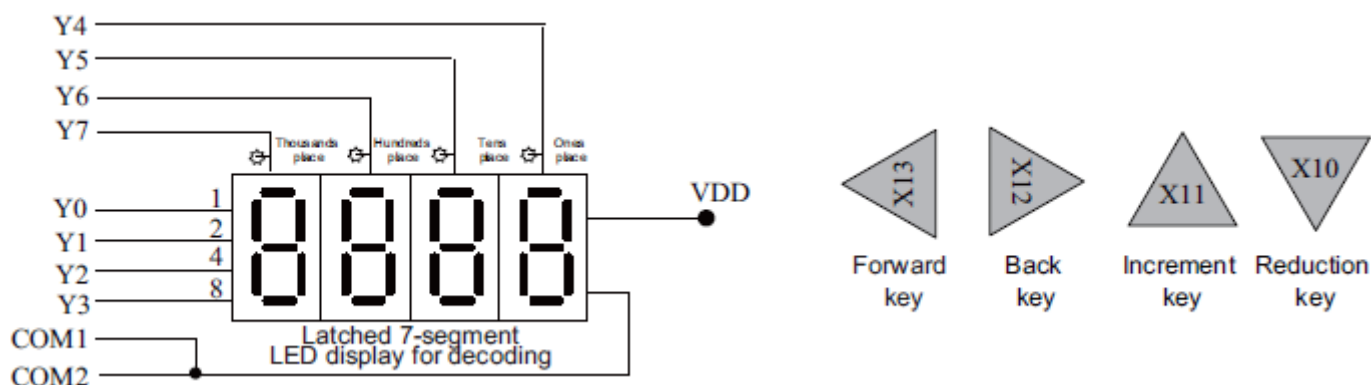 Y4
Y5
Y6
Y7
Thousands place
Hundreds place
Tens place
Ones place
Y0
Y1
Y2
Y3
1
2
4
8
VDD
COM1
COM2
Latched 7-segment
LED display for decoding
X13
X12
X11
X10
Forward key
Back key
Increment key
Reduction key